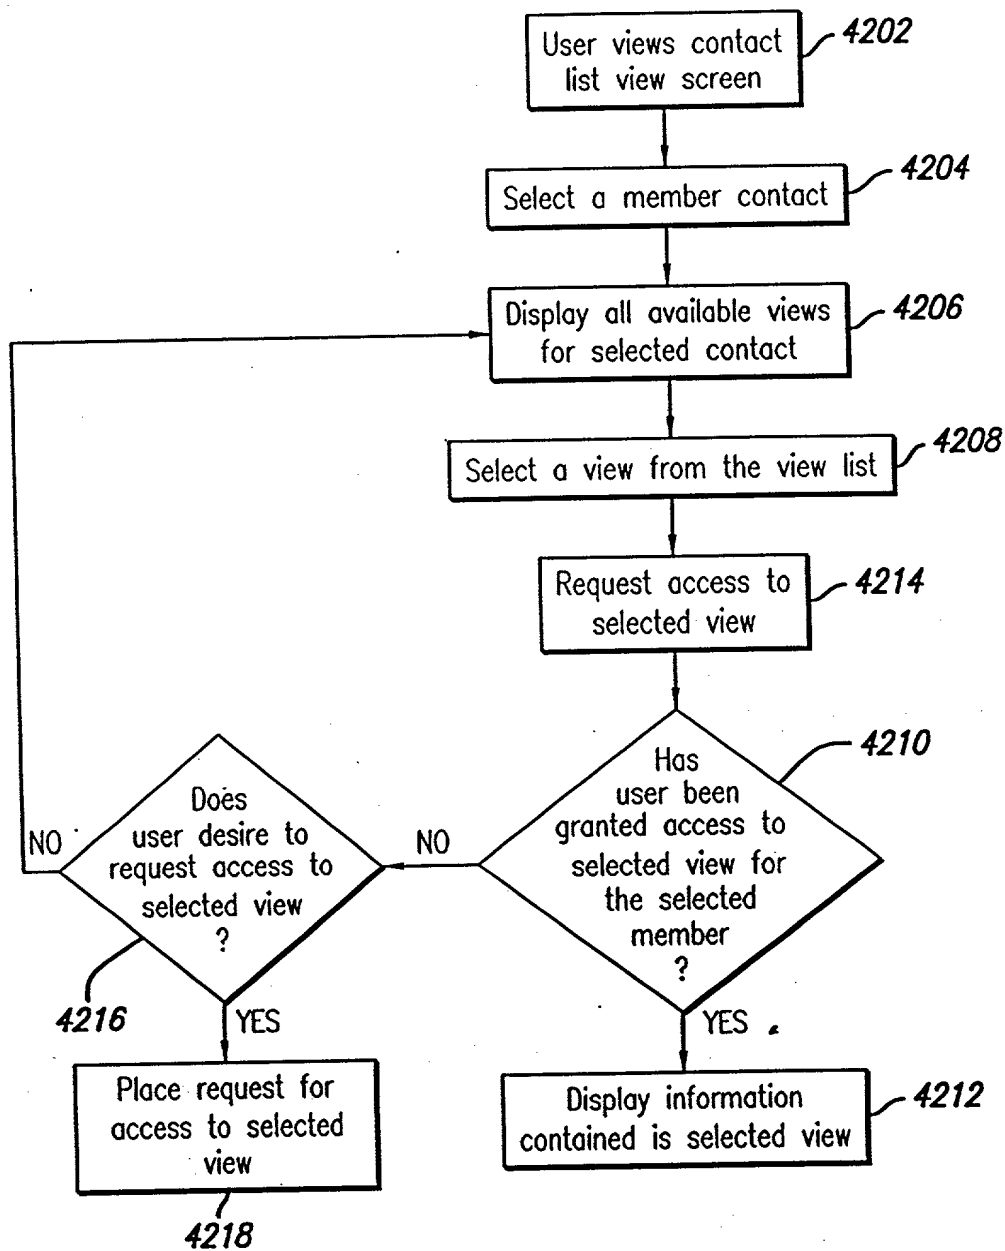 User views contact
list view screen
4202
Select a member contact
4204
Display all available views
for selected contact
4206
Select a view from the view list
4208
Request access to
selected view
4214
Has
user been
granted access to
selected view for
the selected
member
?
4210
NO
YES
Does
user desire to
request access to
selected view
?
4216
NO
YES
Place request for
access to selected
view
4218
Display information
contained is selected view
4212